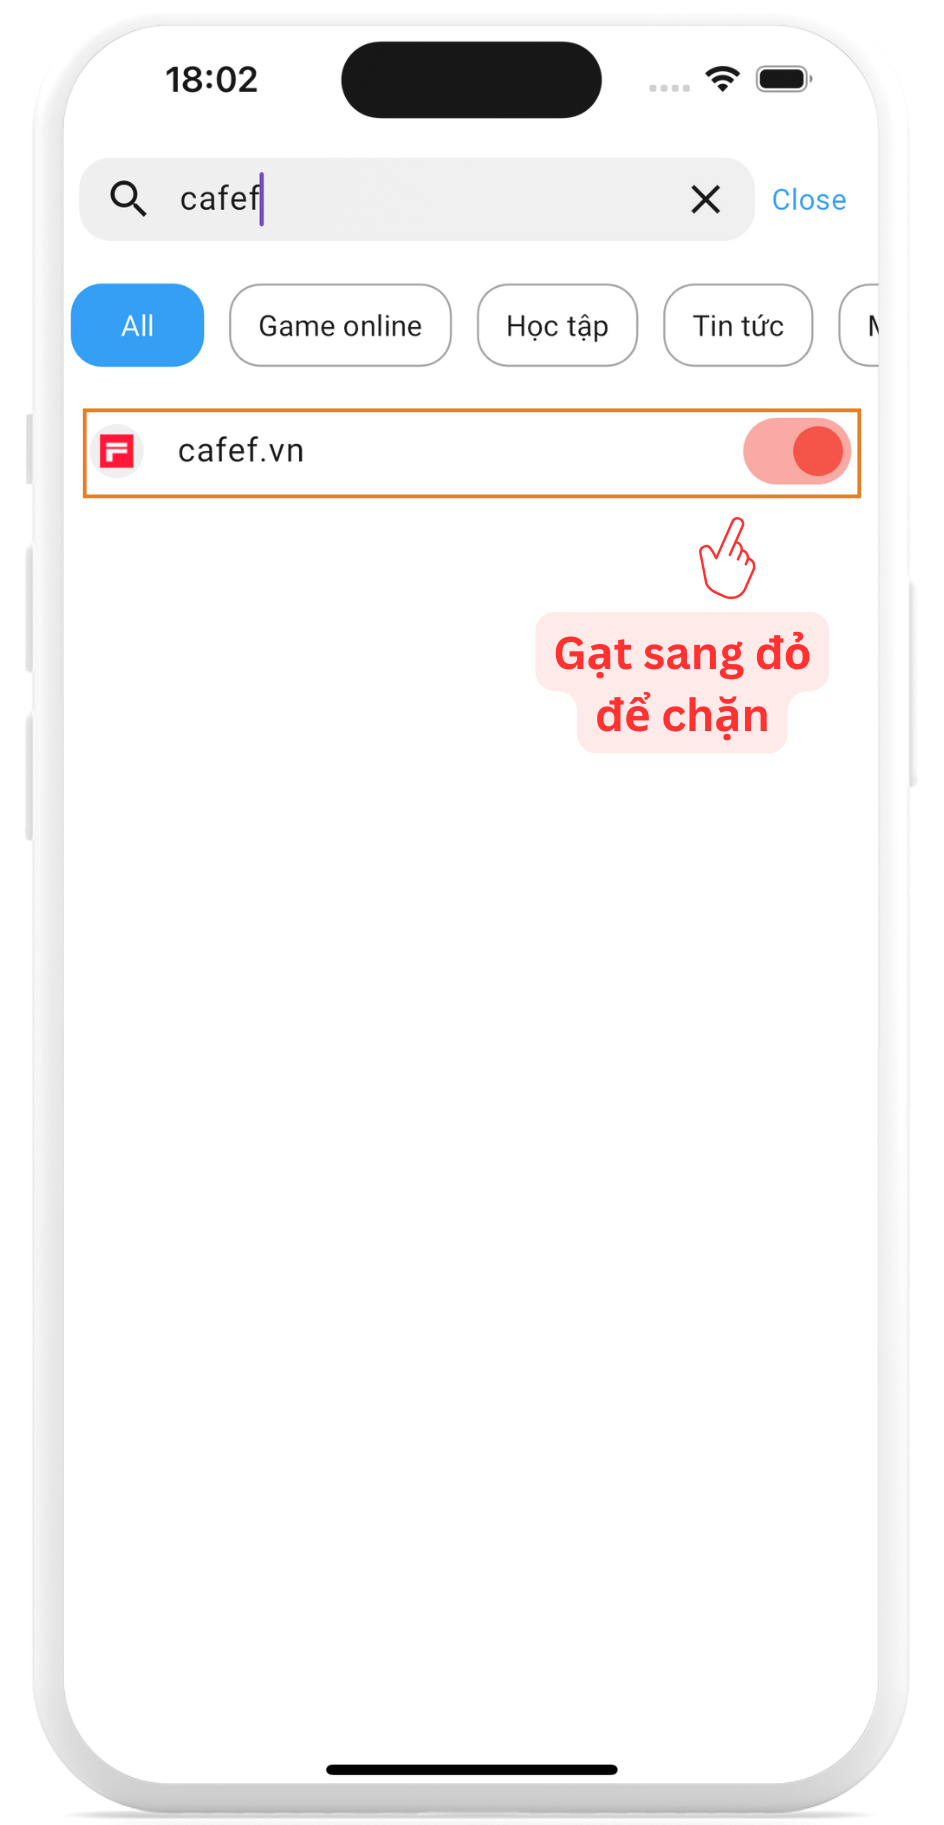 18:02
cafef
Close
All
Game online
Học tập
Tin tức
cafef.vn
Gạt sang đỏ
để chặn